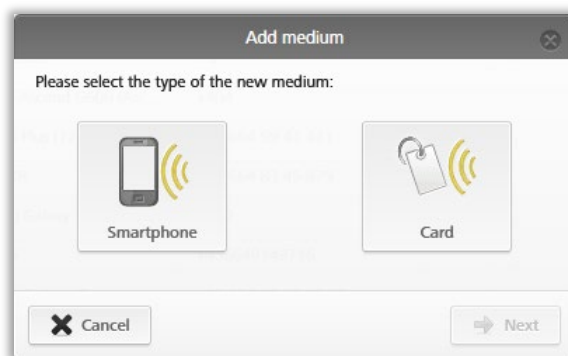 Add medium
Please select the type of the new medium:
Smartphone
Card
Cancel
Next